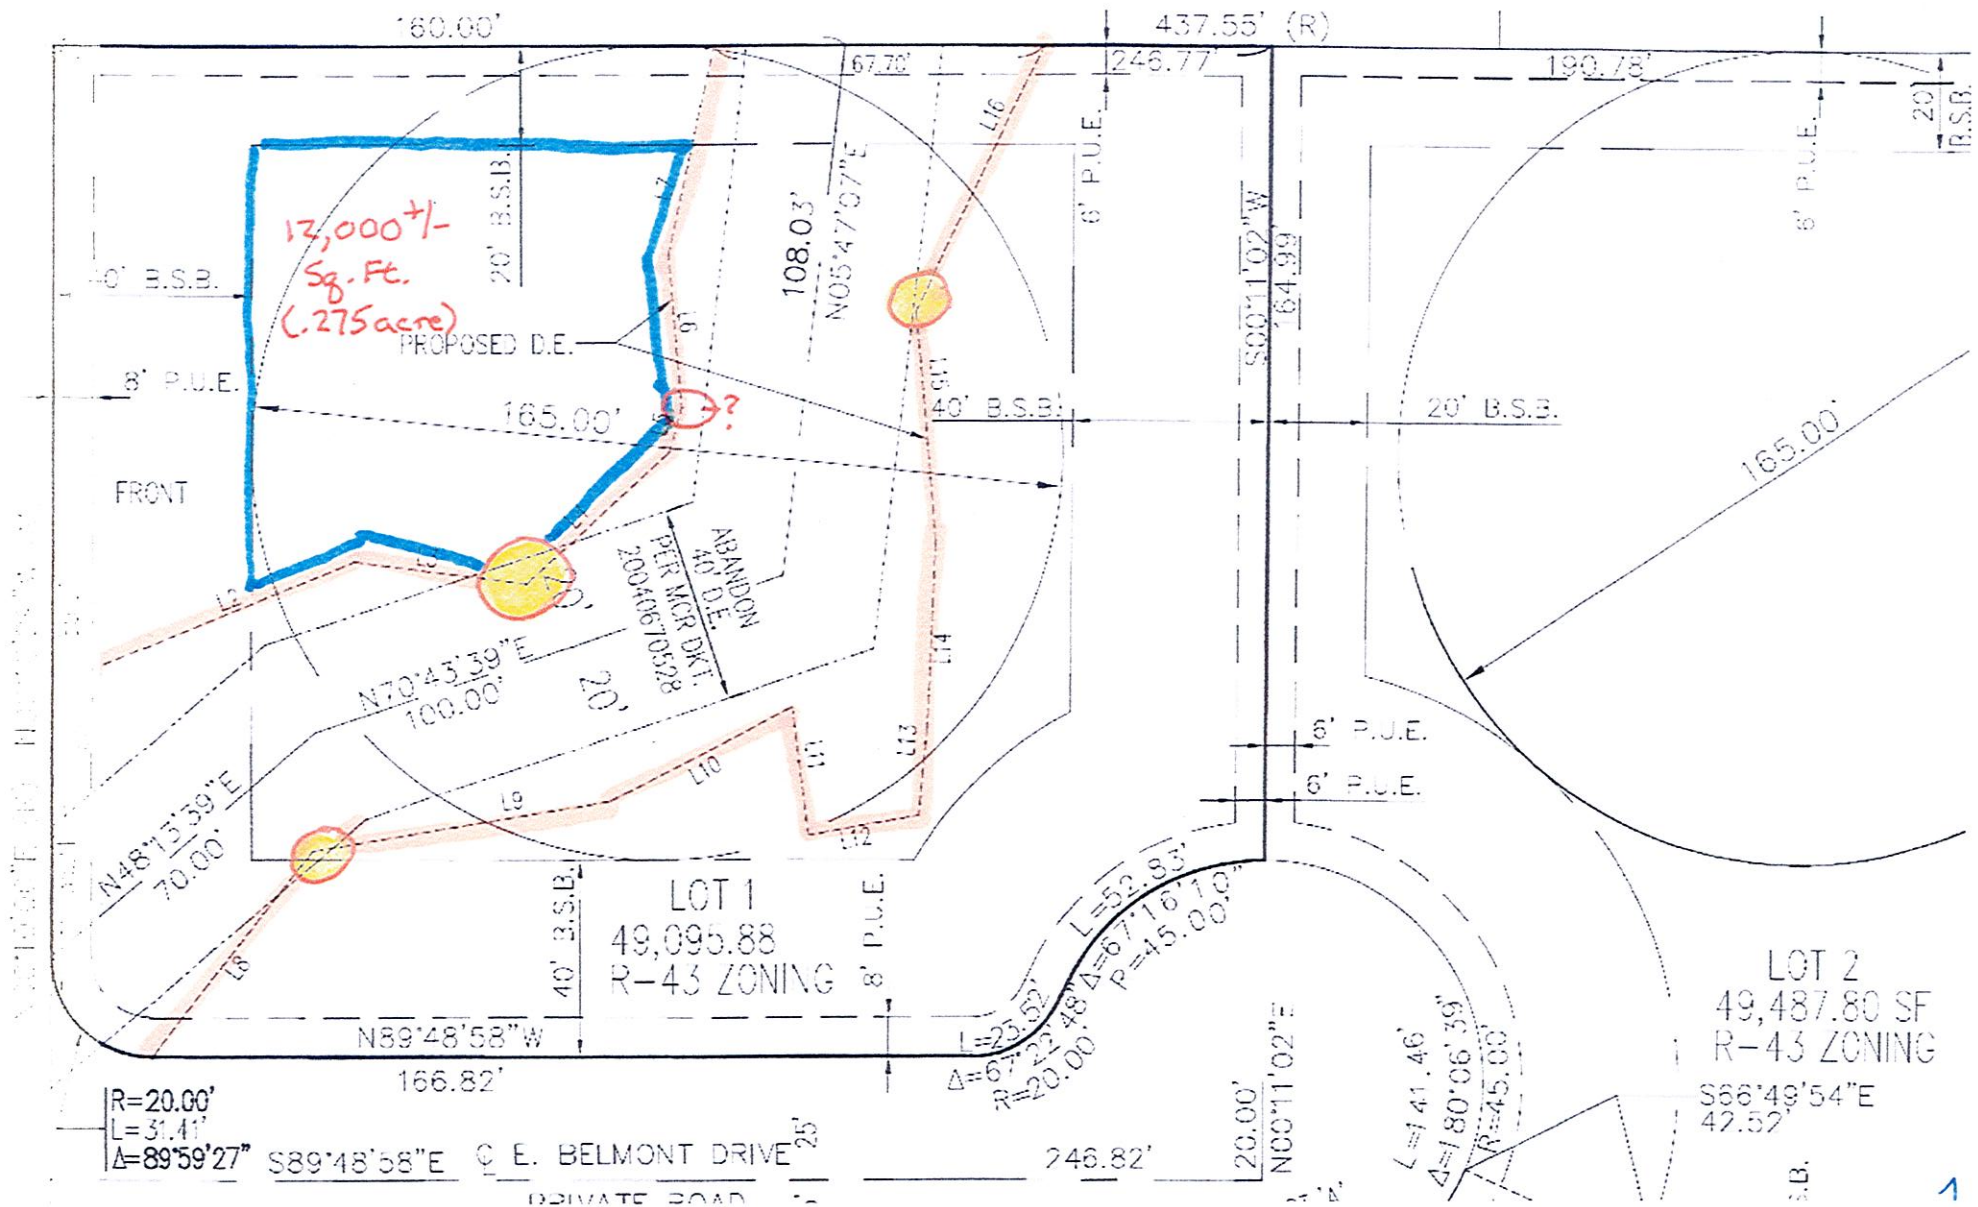 160.00'
437.55' (R)
67.70'
246.77'
190.78'
20'
B.S.B.
L16
6' P.U.E.
6' P.U.E.
20' B.S.B.
12,000 +/-
Sq. Ft.
(.275 acre)
L7
108.03'
N05°47'07"E
S00°11'02"W
164.99'
0' B.S.B.
PROPOSED D.E.
L6
8' P.U.E.
165.00'
?
L15
40' B.S.B.
20' B.S.B.
165.00'
FRONT
ABANDON
40' D.E.
PER MCR DKT.
20040670528
L2
20'
N70°43'39"E
100.00'
20'
L14
L13
L11
L10
L9
L12
6' P.U.E.
6' P.U.E.
N48°13'39"E
70.00'
L8
40' B.S.B.
LOT 1
49,095.88
R-43 ZONING
8' P.U.E.
L=52.83'
Δ=67°16'10"
R=45.00'
N89°48'58"W
166.82'
L=23.52'
Δ=67°22'48"
R=20.00'
LOT 2
49,487.80 SF
R-43 ZONING
S66°49'54"E
42.52'
L=141.46'
Δ=180°06'39"
R=45.00'
R=20.00'
L=31.41'
Δ=89°59'27"
S89°48'58"E
℄ E. BELMONT DRIVE
25'
246.82'
20.00'
N00°11'02"E
PRIVATE ROAD
S.B.
1